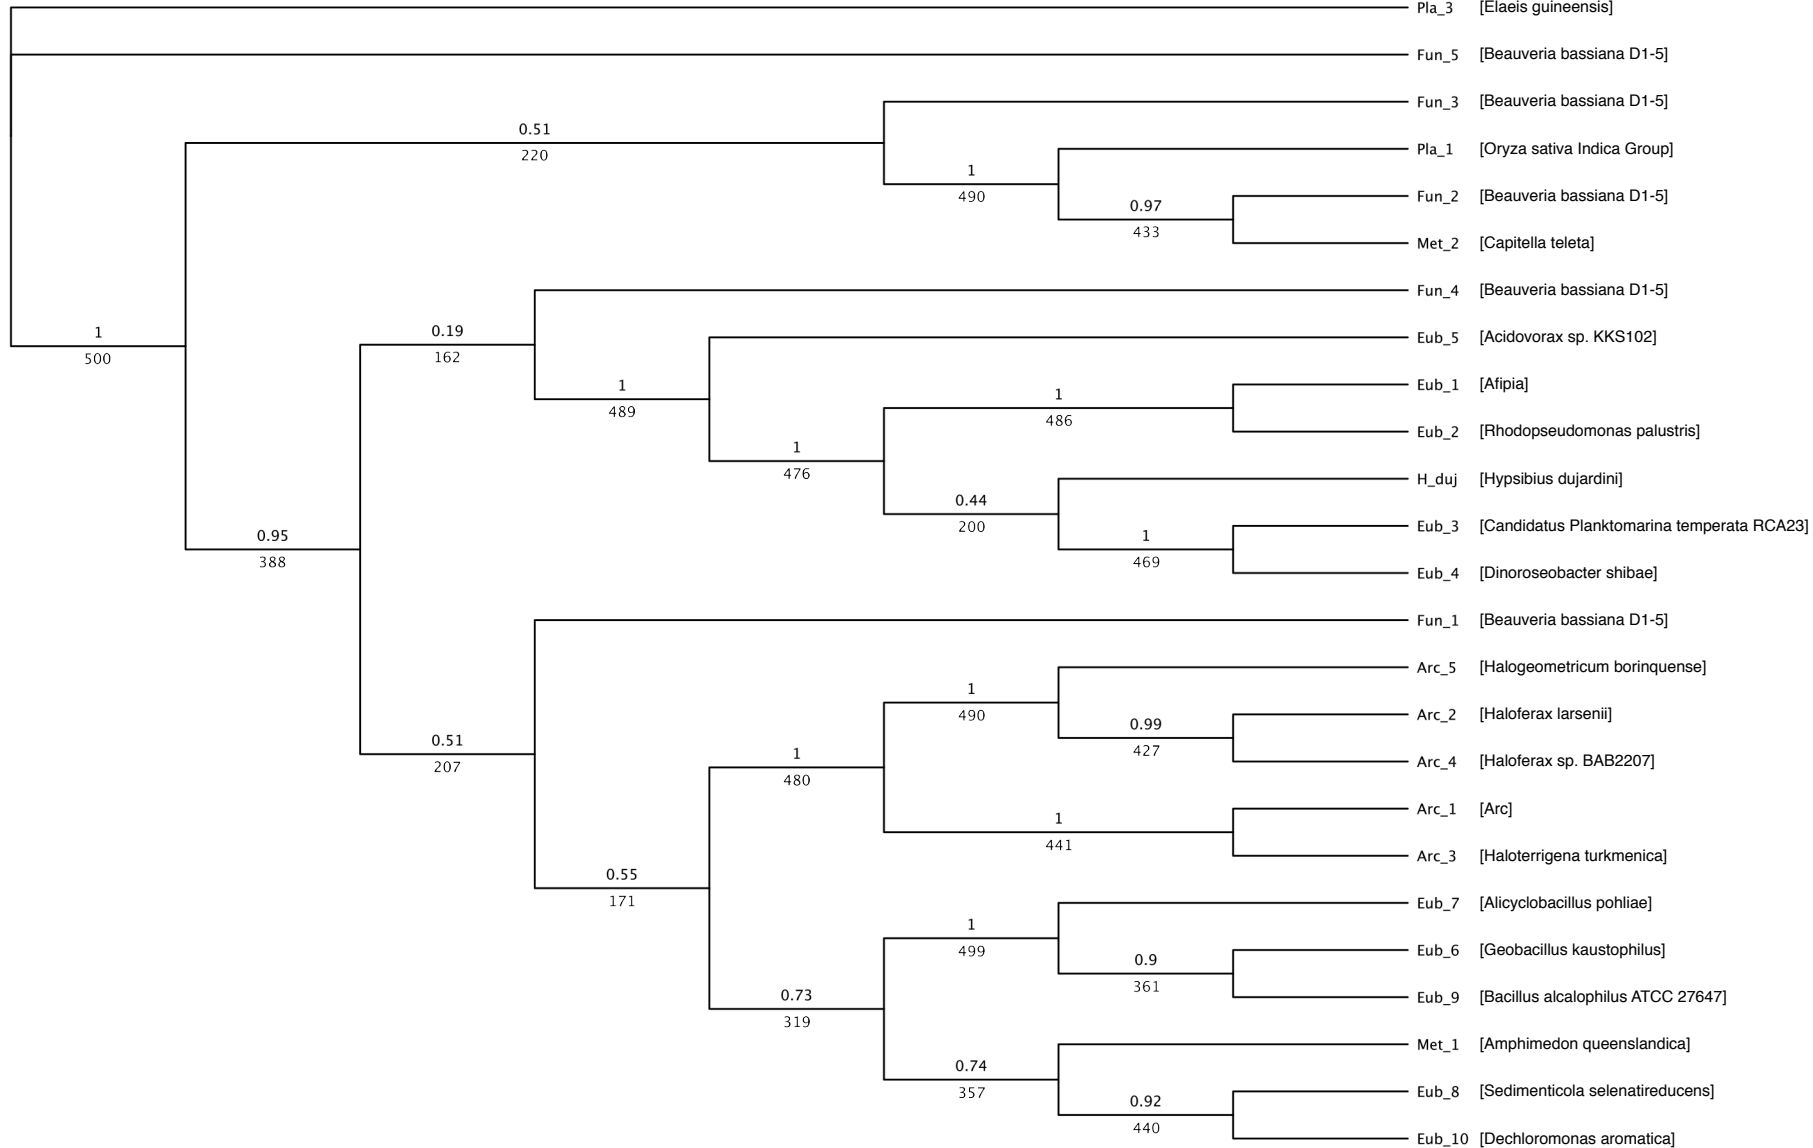 Pla_3 [Elaeis guineensis]
Fun_5 [Beauveria bassiana D1-5]
Fun_3 [Beauveria bassiana D1-5]
0.51
220
Pla_1 [Oryza sativa Indica Group]
1
490
Fun_2 [Beauveria bassiana D1-5]
0.97
433
Met_2 [Capitella teleta]
Fun_4 [Beauveria bassiana D1-5]
1
500
0.19
162
Eub_5 [Acidovorax sp. KKS102]
1
489
Eub_1 [Afipia]
1
486
Eub_2 [Rhodopseudomonas palustris]
1
476
H_duj [Hypsibius dujardini]
0.44
200
Eub_3 [Candidatus Planktomarina temperata RCA23]
0.95
388
1
469
Eub_4 [Dinoroseobacter shibae]
Fun_1 [Beauveria bassiana D1-5]
Arc_5 [Halogeometricum borinquense]
1
490
Arc_2 [Haloferax larsenii]
0.99
427
0.51
207
1
480
Arc_4 [Haloferax sp. BAB2207]
Arc_1 [Arc]
1
441
Arc_3 [Haloterrigena turkmenica]
0.55
171
Eub_7 [Alicyclobacillus pohliae]
1
499
Eub_6 [Geobacillus kaustophilus]
0.9
361
Eub_9 [Bacillus alcalophilus ATCC 27647]
0.73
319
Met_1 [Amphimedon queenslandica]
0.74
357
Eub_8 [Sedimenticola selenatireducens]
0.92
440
Eub_10 [Dechloromonas aromatica]